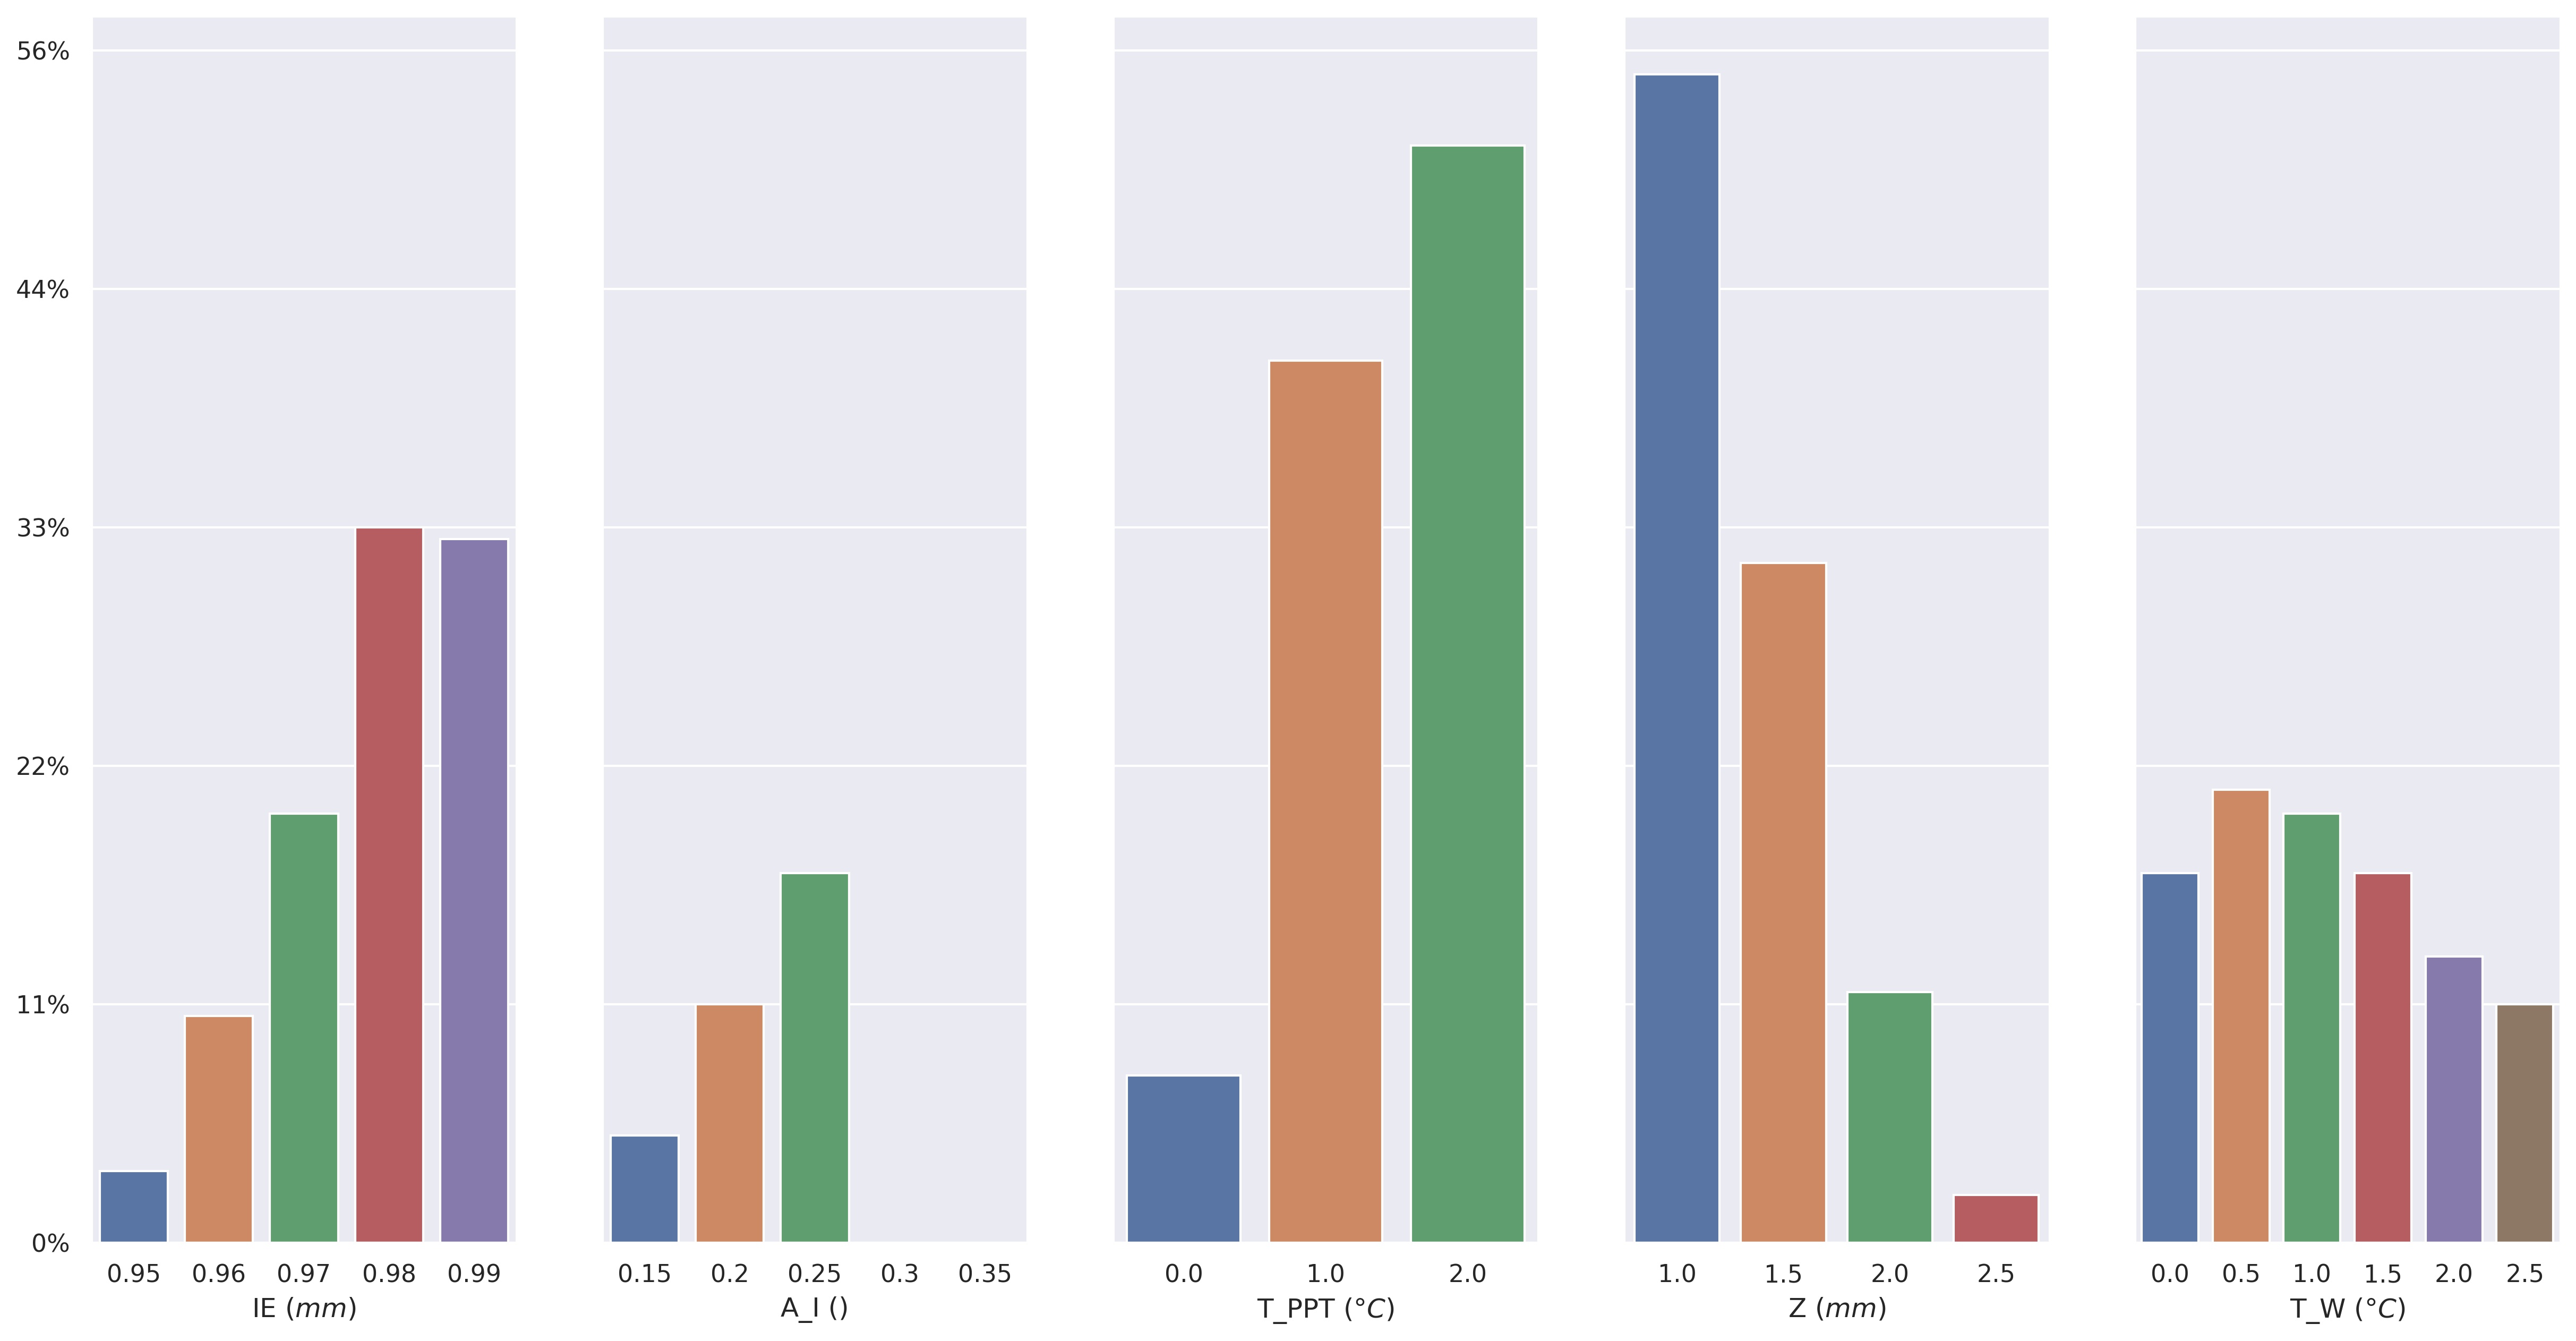 56%
44%
33%
22%
11%
0%
0.95 0.96 0.97 0.98 0.99
IE (mm)
0.15 0.2 0.25 0.3 0.35
A_I ()
0.0 1.0 2.0
T_PPT (°C)
1.0 1.5 2.0 2.5
Z (mm)
0.0 0.5 1.0 1.5 2.0 2.5
T_W (°C)